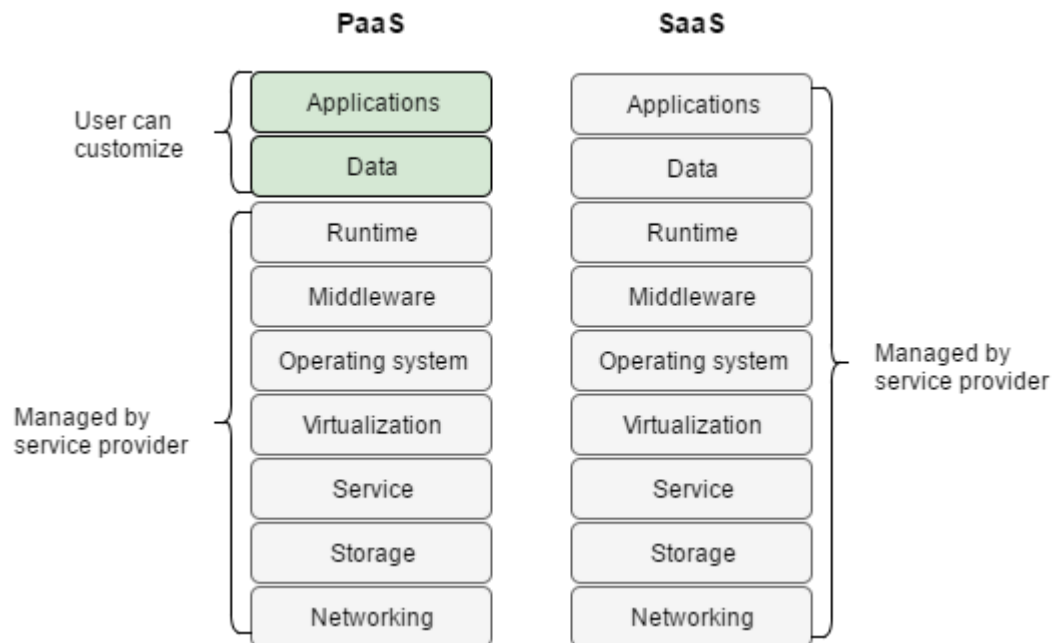 PaaS
SaaS
User can
customize
Applications
Data
Runtime
Middleware
Operating system
Virtualization
Service
Storage
Networking
Managed by
service provider
Applications
Data
Runtime
Middleware
Operating system
Virtualization
Service
Storage
Networking
Managed by
service provider